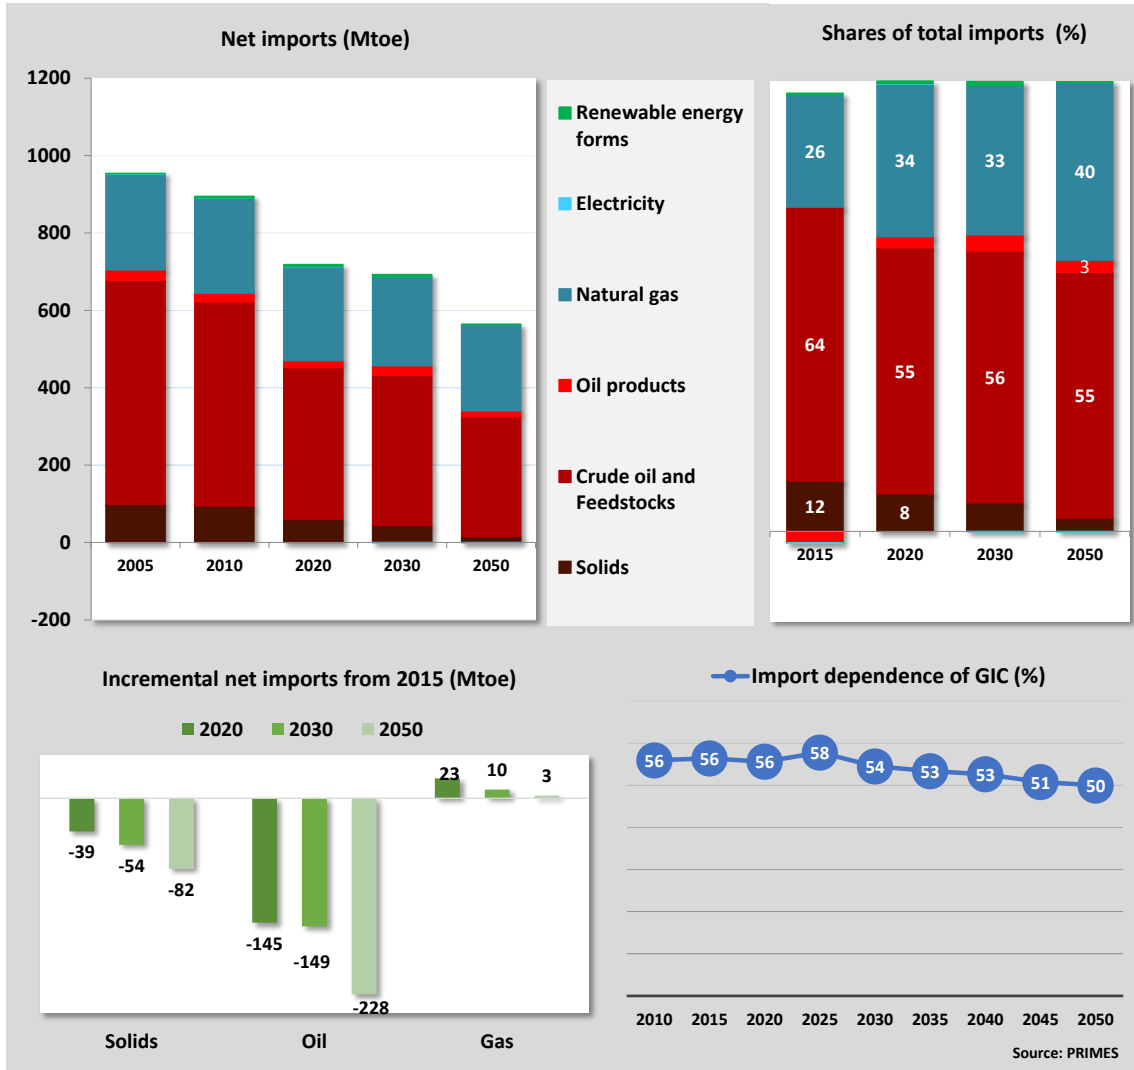 Net imports (Mtoe)
1200
1000
800
600
400
200
0
-200
2005 2010 2020 2030 2050
Renewable energy
forms
Electricity
Natural gas
Oil products
Crude oil and
Feedstocks
Solids
Shares of total imports (%)
26 34 33 40
3
64 55 56 55
12 8
2015 2020 2030 2050
Incremental net imports from 2015 (Mtoe)
2020 2030 2050
23 10 3
-39 -54 -82
-145 -149 -228
Solids Oil Gas
Import dependence of GIC (%)
56 56 56 58 54 53 53 51 50
2010 2015 2020 2025 2030 2035 2040 2045 2050
Source: PRIMES